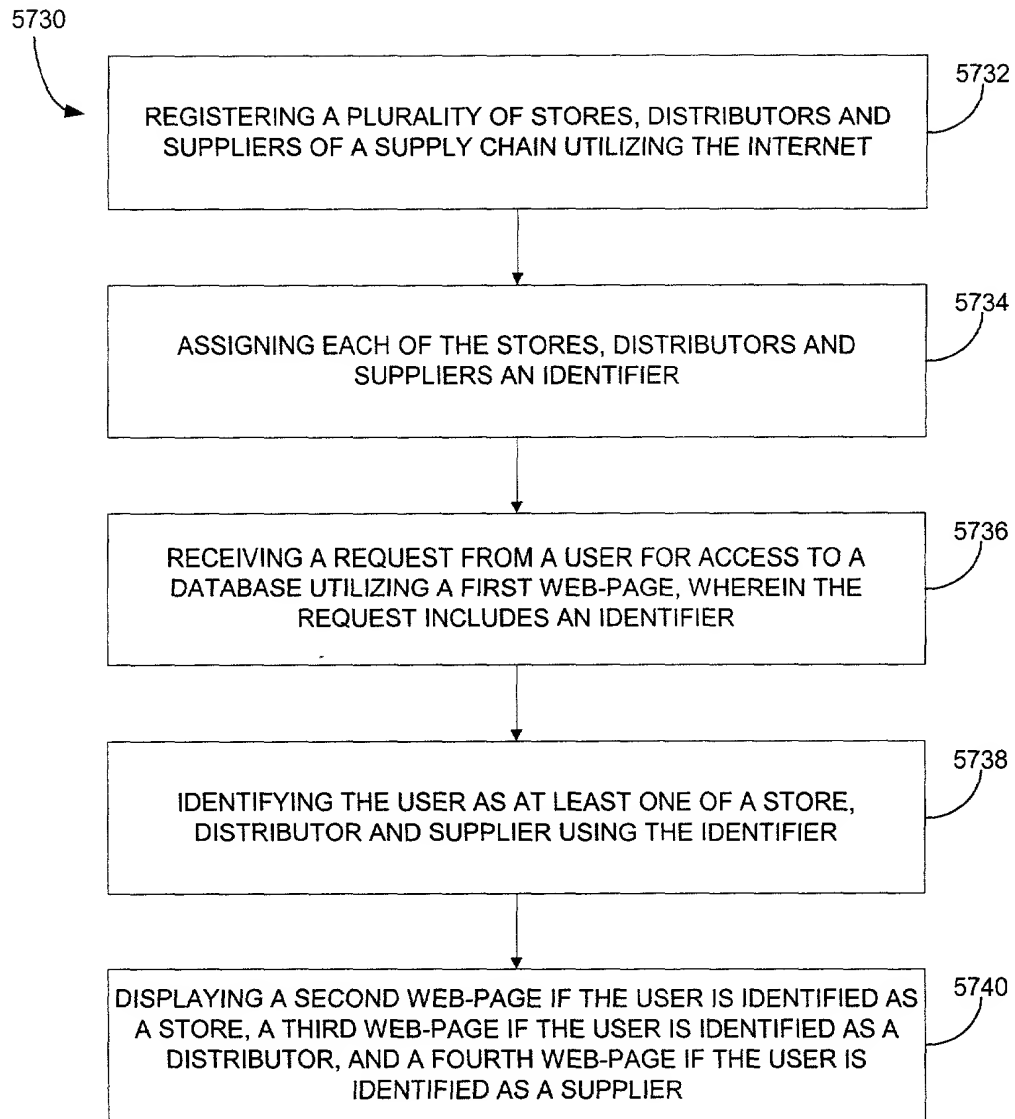 5730
5732
REGISTERING A PLURALITY OF STORES, DISTRIBUTORS AND
SUPPLIERS OF A SUPPLY CHAIN UTILIZING THE INTERNET
5734
ASSIGNING EACH OF THE STORES, DISTRIBUTORS AND
SUPPLIERS AN IDENTIFIER
5736
RECEIVING A REQUEST FROM A USER FOR ACCESS TO A
DATABASE UTILIZING A FIRST WEB-PAGE, WHEREIN THE
REQUEST INCLUDES AN IDENTIFIER
5738
IDENTIFYING THE USER AS AT LEAST ONE OF A STORE,
DISTRIBUTOR AND SUPPLIER USING THE IDENTIFIER
5740
DISPLAYING A SECOND WEB-PAGE IF THE USER IS IDENTIFIED AS
A STORE, A THIRD WEB-PAGE IF THE USER IS IDENTIFIED AS A
DISTRIBUTOR, AND A FOURTH WEB-PAGE IF THE USER IS
IDENTIFIED AS A SUPPLIER